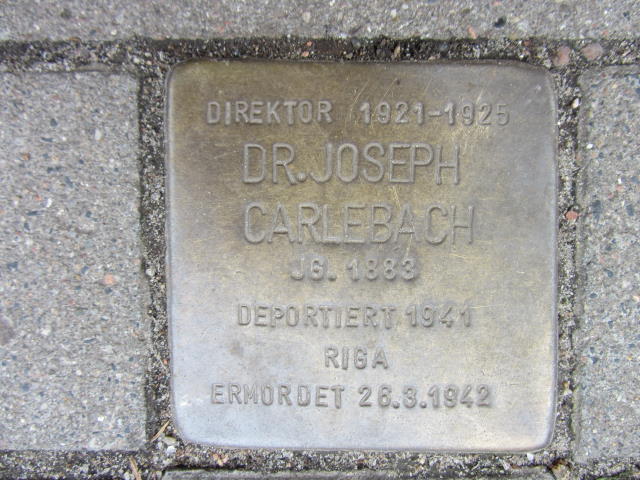 DIREKTOR 1921-1925
DR. JOSEPH
CARLEBACH
JG. 1883
DEPORTIERT 1941
RIGA
ERMORDET 26.3.1942